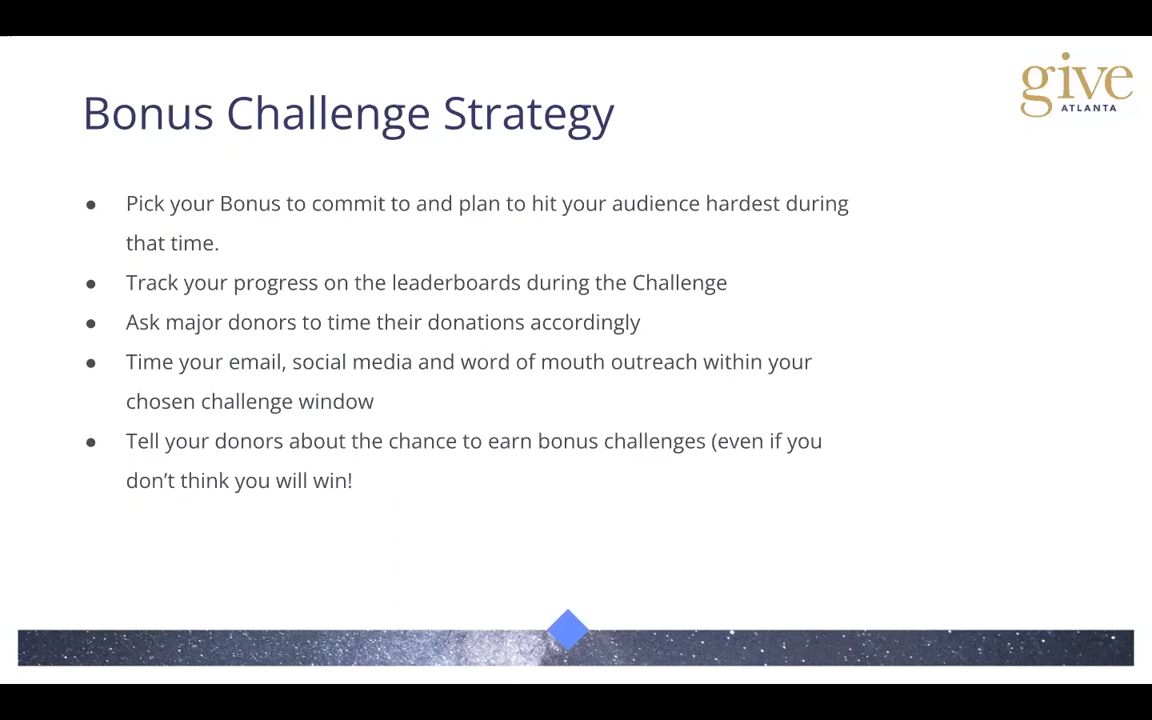 give
ATLANTA
Bonus Challenge Strategy
● Pick your Bonus to commit to and plan to hit your audience hardest during
that time.
● Track your progress on the leaderboards during the Challenge
● Ask major donors to time their donations accordingly
● Time your email, social media and word of mouth outreach within your
chosen challenge window
● Tell your donors about the chance to earn bonus challenges (even if you
don’t think you will win!